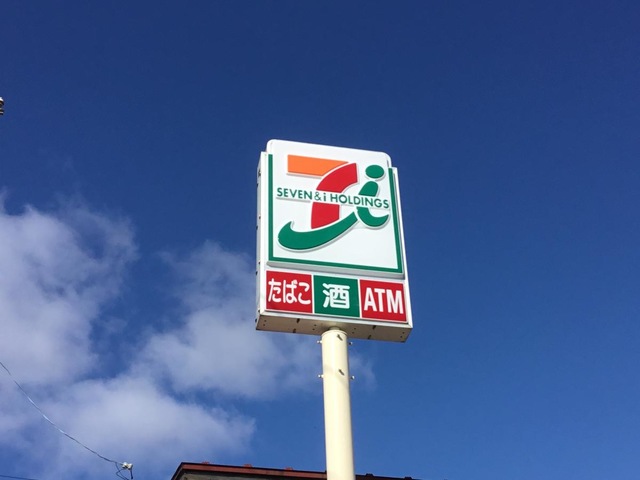 SEVEN & i HOLDINGS
たばこ 酒 ATM